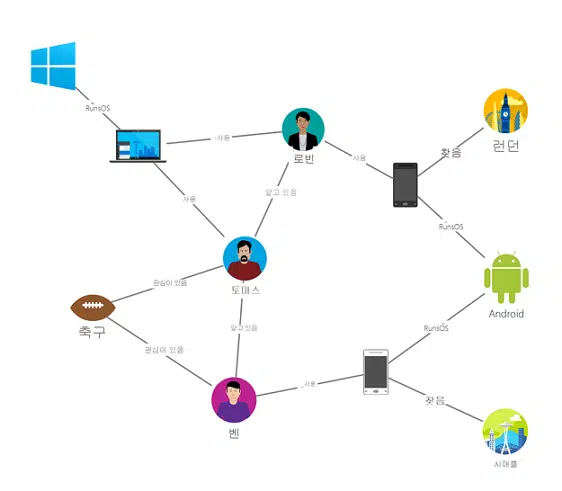 RunsOS
사용
로빈
사용
찾음
런던
알고 있음
사용
RunsOS
토마스
관심이 있음
Android
축구
알고있음
RunsOS
관심이 있음
사용
찾음
벤
시애틀